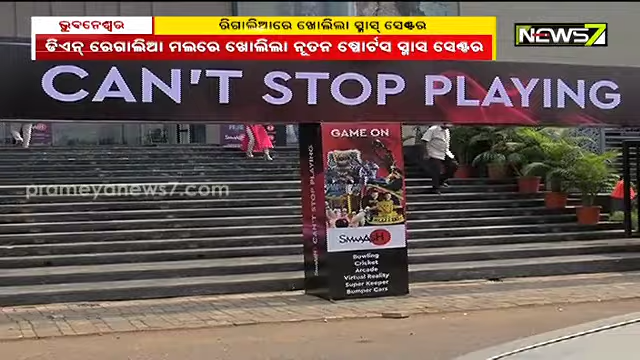 ଭୁବନେଶ୍ୱର
ରିଗାଲିଆରେ ଖୋଲିଲା ସ୍ମାସ୍ ସେଣ୍ଟର
NEWS7
ଡିଏନ୍ ରେଗାଲିଆ ମଲରେ ଖୋଲିଲା ନୂତନ ଷ୍ପୋର୍ଟସ ସ୍ମାସ ସେଣ୍ଟର
CAN'T STOP PLAYING
GAME ON
prameyanews7.com
CAN'T STOP PLAYING
SMAAASH
Bowling
Cricket
Arcade
Virtual Reality
Super Keeper
Bumper Cars